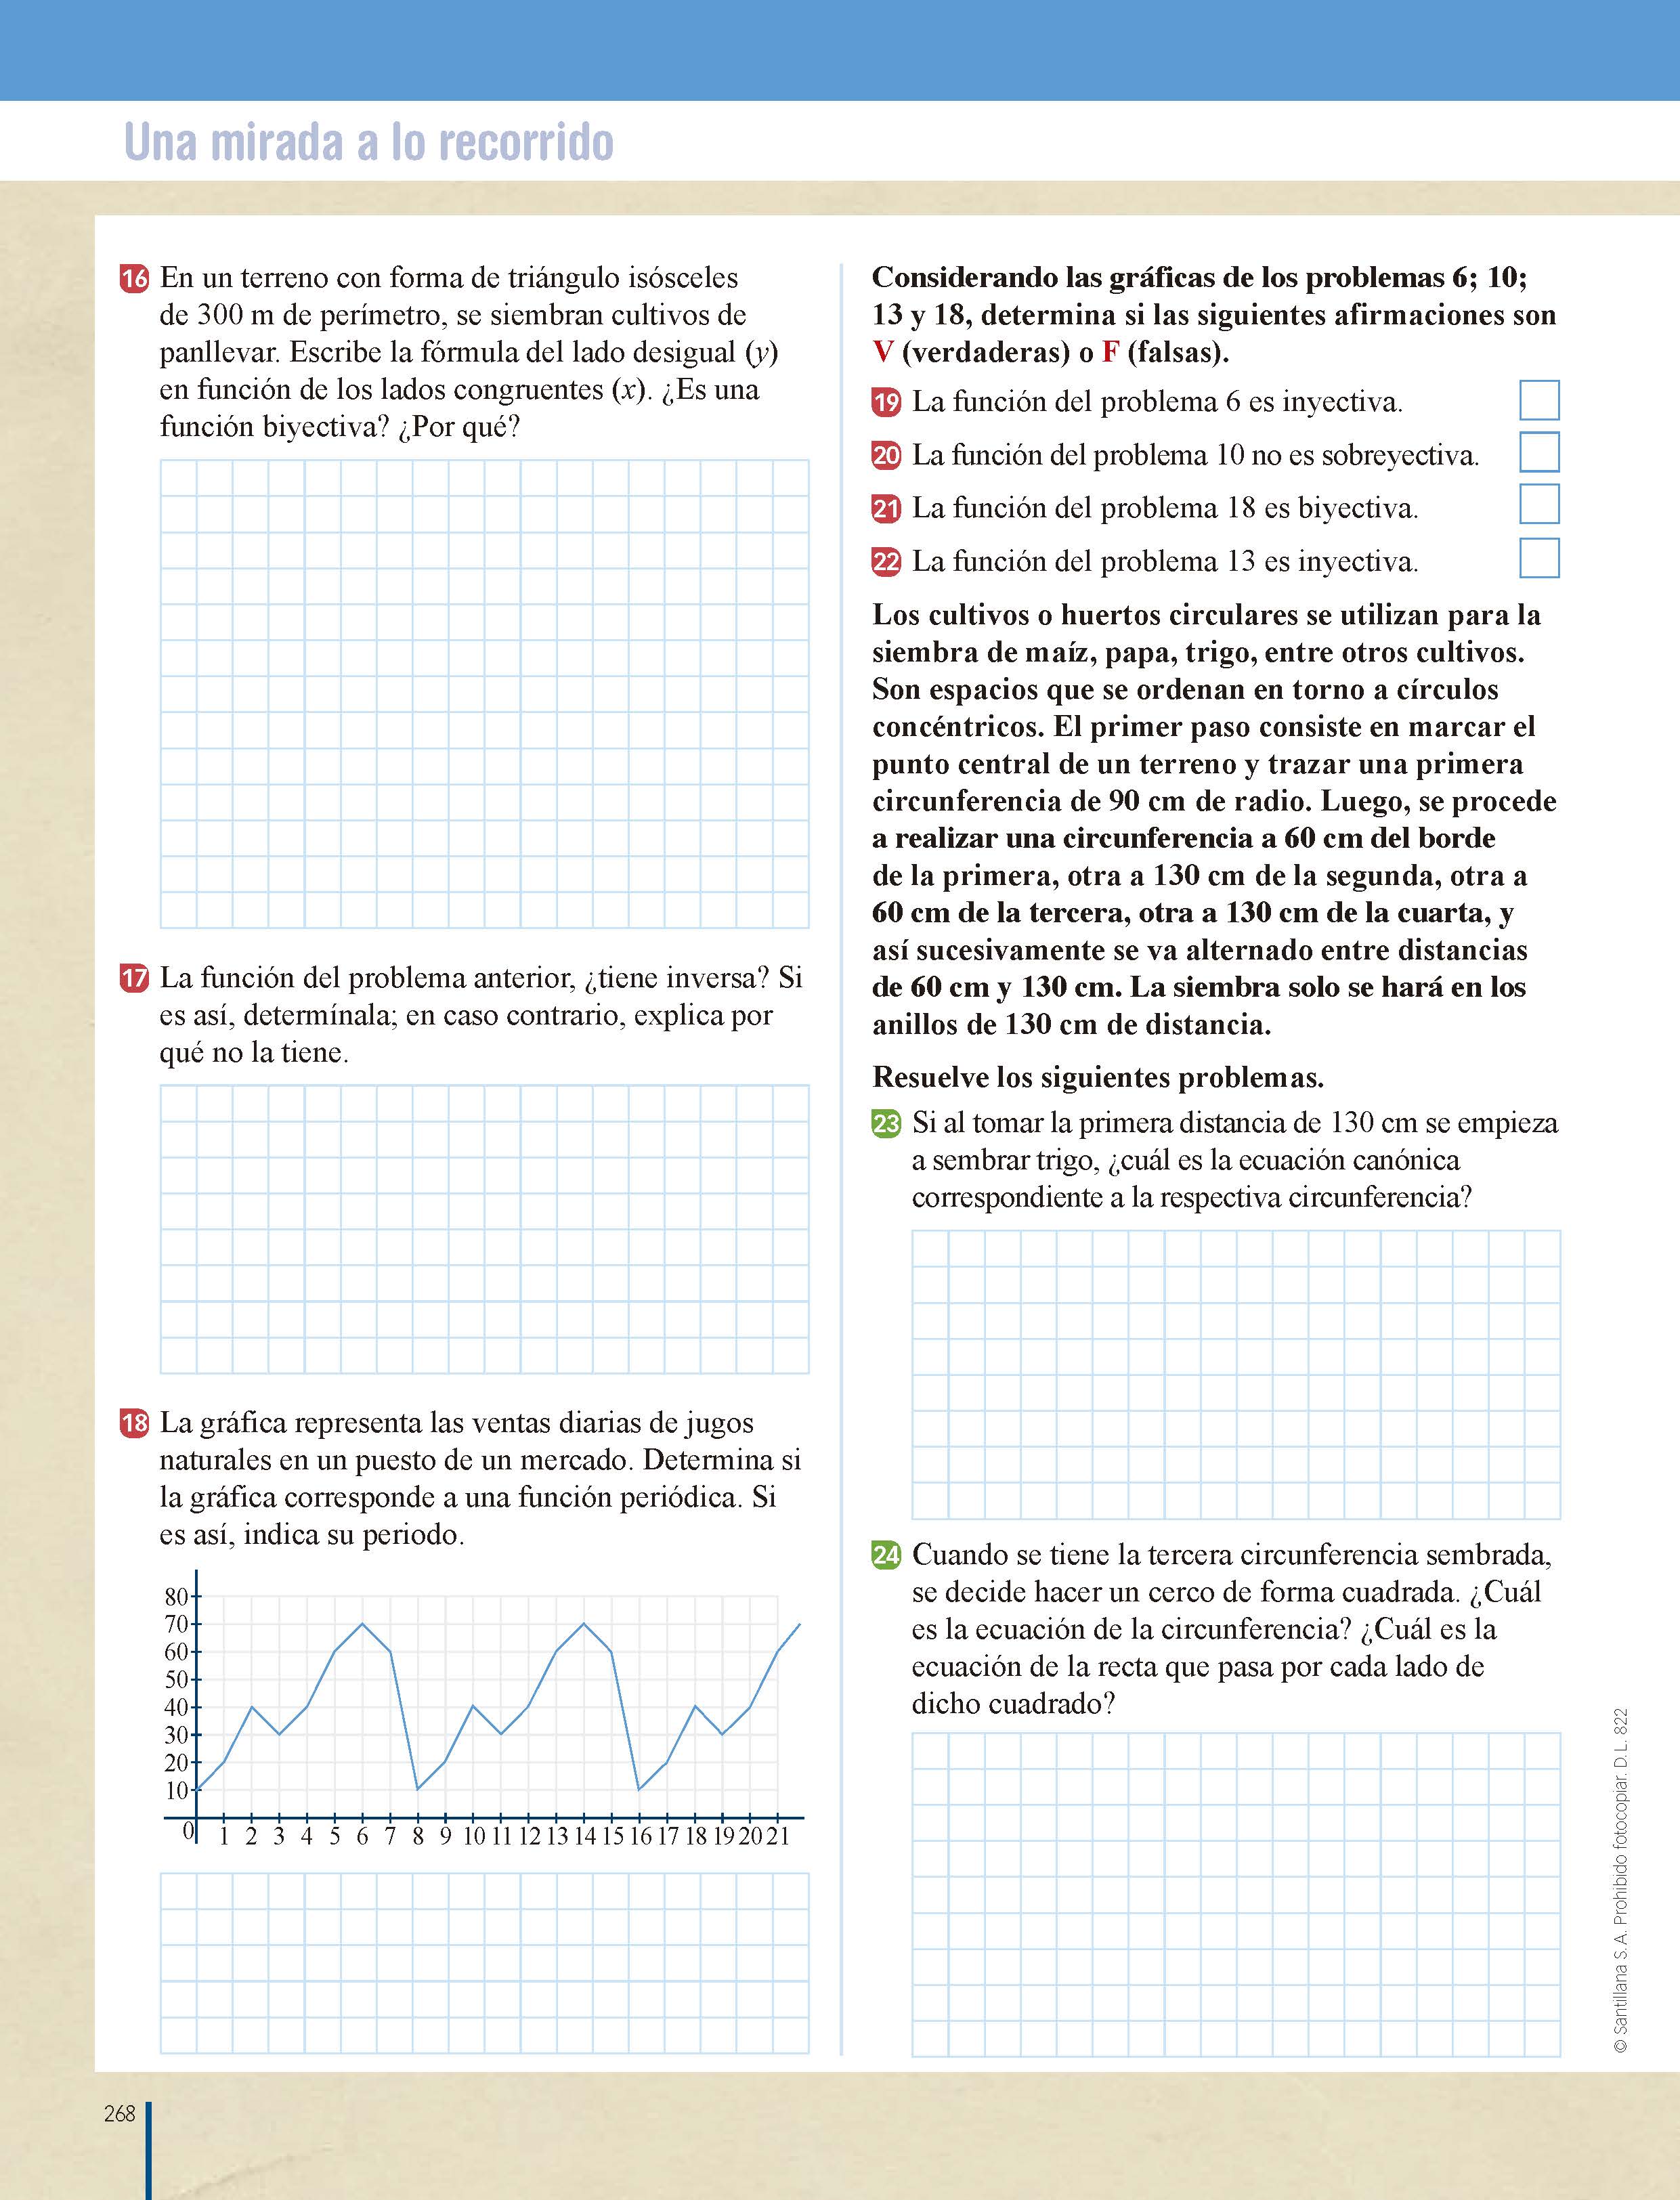 Una mirada a lo recorrido
16 En un terreno con forma de triángulo isósceles
de 300 m de perímetro, se siembran cultivos de
panllevar. Escribe la fórmula del lado desigual (y)
en función de los lados congruentes (x). ¿Es una
función biyectiva? ¿Por qué?
17 La función del problema anterior, ¿tiene inversa? Si
es así, determínala; en caso contrario, explica por
qué no la tiene.
18 La gráfica representa las ventas diarias de jugos
naturales en un puesto de un mercado. Determina si
la gráfica corresponde a una función periódica. Si
es así, indica su periodo.
80
70
60
50
40
30
20
10
0 1 2 3 4 5 6 7 8 9 10 11 12 13 14 15 16 17 18 19 20 21
Considerando las gráficas de los problemas 6; 10;
13 y 18, determina si las siguientes afirmaciones son
V (verdaderas) o F (falsas).
19 La función del problema 6 es inyectiva.
20 La función del problema 10 no es sobreyectiva.
21 La función del problema 18 es biyectiva.
22 La función del problema 13 es inyectiva.
Los cultivos o huertos circulares se utilizan para la
siembra de maíz, papa, trigo, entre otros cultivos.
Son espacios que se ordenan en torno a círculos
concéntricos. El primer paso consiste en marcar el
punto central de un terreno y trazar una primera
circunferencia de 90 cm de radio. Luego, se procede
a realizar una circunferencia a 60 cm del borde
de la primera, otra a 130 cm de la segunda, otra a
60 cm de la tercera, otra a 130 cm de la cuarta, y
así sucesivamente se va alternado entre distancias
de 60 cm y 130 cm. La siembra solo se hará en los
anillos de 130 cm de distancia.
Resuelve los siguientes problemas.
23 Si al tomar la primera distancia de 130 cm se empieza
a sembrar trigo, ¿cuál es la ecuación canónica
correspondiente a la respectiva circunferencia?
24 Cuando se tiene la tercera circunferencia sembrada,
se decide hacer un cerco de forma cuadrada. ¿Cuál
es la ecuación de la circunferencia? ¿Cuál es la
ecuación de la recta que pasa por cada lado de
dicho cuadrado?
© Santillana S. A. Prohibido fotocopiar. D. L. 822
268